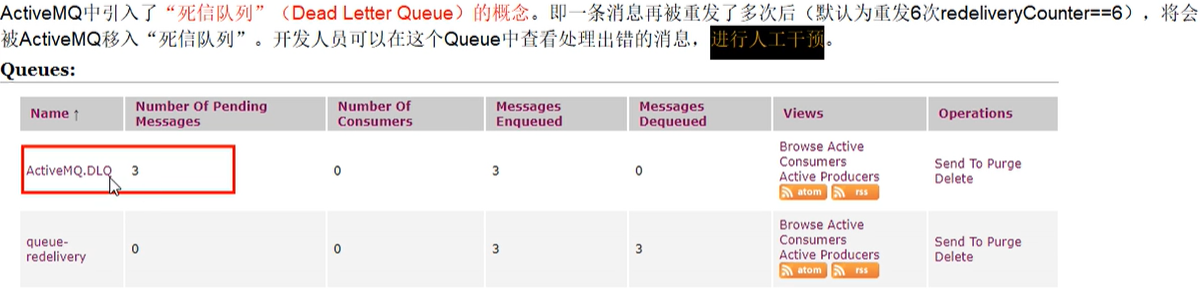 ActiveMQ中引入了“死信队列”（Dead Letter Queue）的概念。即一条消息再被重发了多次后（默认为重发6次redeliveryCounter==6），将会
被ActiveMQ移入“死信队列”。开发人员可以在这个Queue中查看处理出错的消息，进行人工干预。
Queues:
Name ↑ Number Of Pending Messages Number Of Consumers Messages Enqueued Messages Dequeued Views Operations
ActiveMQ.DLQ 3 0 3 0 Browse Active Consumers Active Producers atom rss Send To Purge Delete
queue-redelivery 0 0 3 3 Browse Active Consumers Active Producers atom rss Send To Purge Delete